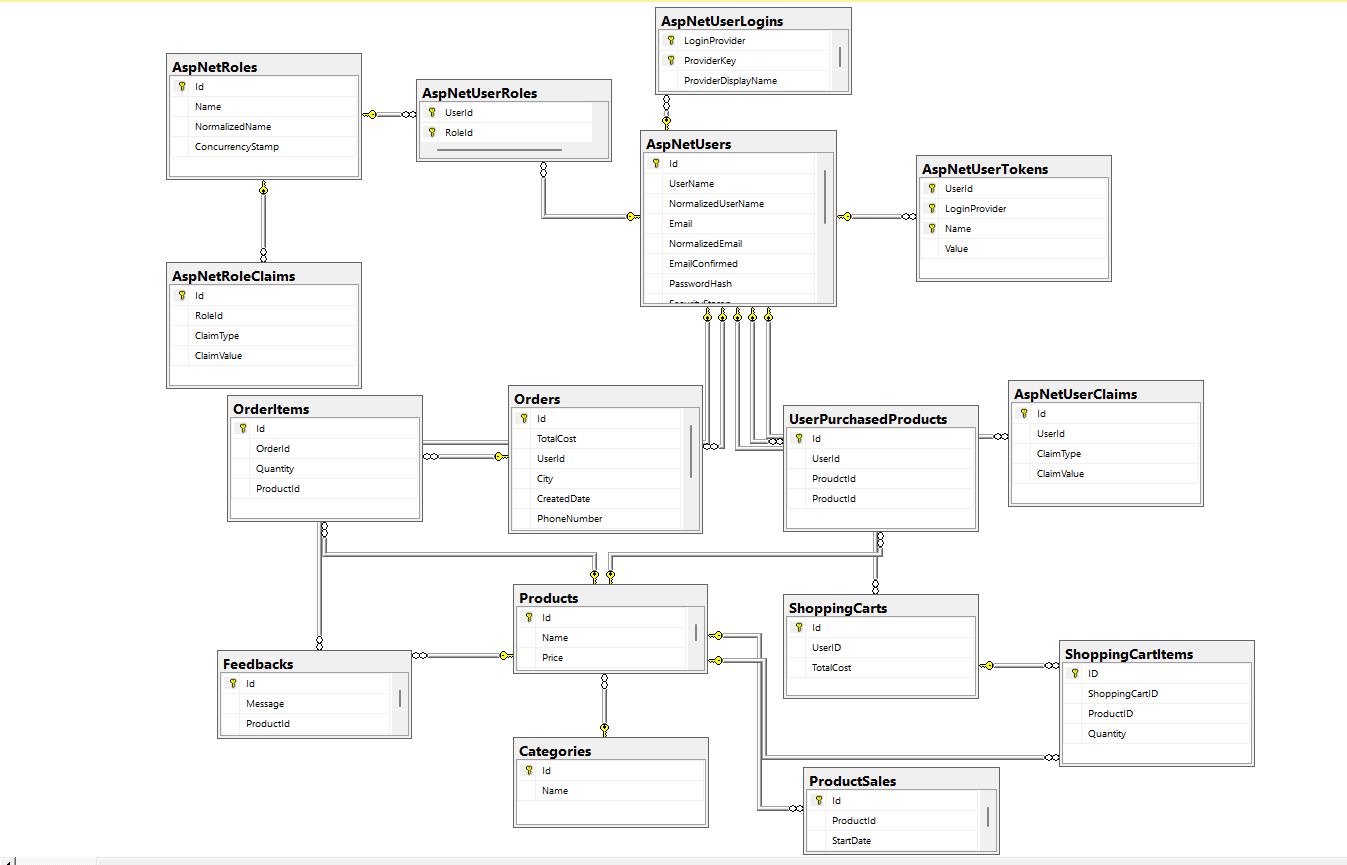 AspNetUserLogins
LoginProvider
ProviderKey
ProviderDisplayName
AspNetRoles
Id
Name
NormalizedName
ConcurrencyStamp
AspNetUserRoles
UserId
RoleId
AspNetUsers
Id
UserName
NormalizedUserName
Email
NormalizedEmail
EmailConfirmed
PasswordHash
AspNetUserTokens
UserId
LoginProvider
Name
Value
AspNetRoleClaims
Id
RoleId
ClaimType
ClaimValue
OrderItems
Id
OrderId
Quantity
ProductId
Orders
Id
TotalCost
UserId
City
CreatedDate
PhoneNumber
UserPurchasedProducts
Id
UserId
ProudctId
ProductId
AspNetUserClaims
Id
UserId
ClaimType
ClaimValue
Products
Id
Name
Price
ShoppingCarts
Id
UserID
TotalCost
ShoppingCartItems
ID
ShoppingCartID
ProductID
Quantity
Feedbacks
Id
Message
ProductId
Categories
Id
Name
ProductSales
Id
ProductId
StartDate